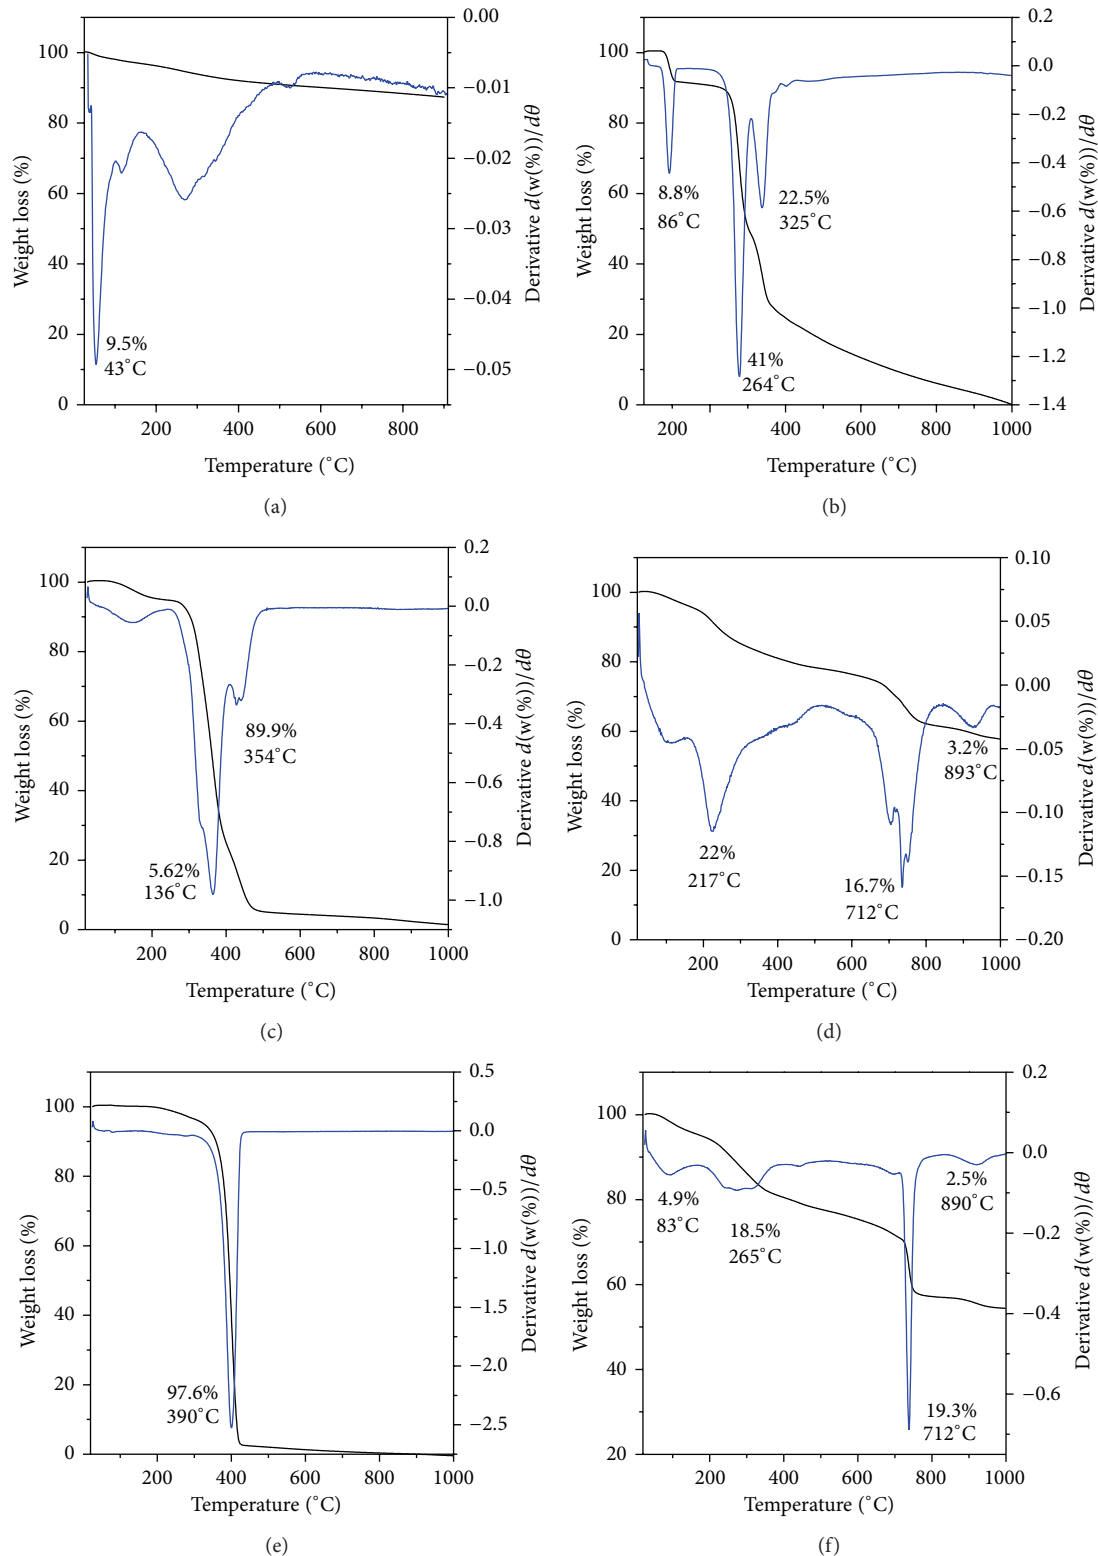 0.00
100
−0.01
80
−0.02
60
−0.03
40
−0.04
20
−0.05
0
9.5%
43˚C
200 400 600 800
Weight loss (%)
Derivative d(w(%))/dθ
Temperature (˚C)
(a)
0.2
100
0.0
80
−0.2
−0.4
60
−0.6
40
−0.8
−1.0
20
−1.2
0
−1.4
8.8%
86˚C
22.5%
325˚C
41%
264˚C
200 400 600 800 1000
Weight loss (%)
Derivative d(w(%))/dθ
Temperature (˚C)
(b)
0.2
100
0.0
80
−0.2
60
−0.4
40
−0.6
20
−0.8
−1.0
0
89.9%
354˚C
5.62%
136˚C
200 400 600 800 1000
Weight loss (%)
Derivative d(w(%))/dθ
Temperature (˚C)
(c)
0.10
100
0.05
80
0.00
60
−0.05
40
−0.10
20
−0.15
0
−0.20
3.2%
893˚C
22%
217˚C
16.7%
712˚C
200 400 600 800 1000
Weight loss (%)
Derivative d(w(%))/dθ
Temperature (˚C)
(d)
0.5
100
0.0
80
−0.5
60
−1.0
40
−1.5
20
−2.0
0
−2.5
97.6%
390˚C
200 400 600 800 1000
Weight loss (%)
Derivative d(w(%))/dθ
Temperature (˚C)
(e)
0.2
100
0.0
80
−0.2
60
−0.4
40
−0.6
20
4.9%
83˚C
18.5%
265˚C
2.5%
890˚C
19.3%
712˚C
200 400 600 800 1000
Weight loss (%)
Derivative d(w(%))/dθ
Temperature (˚C)
(f)